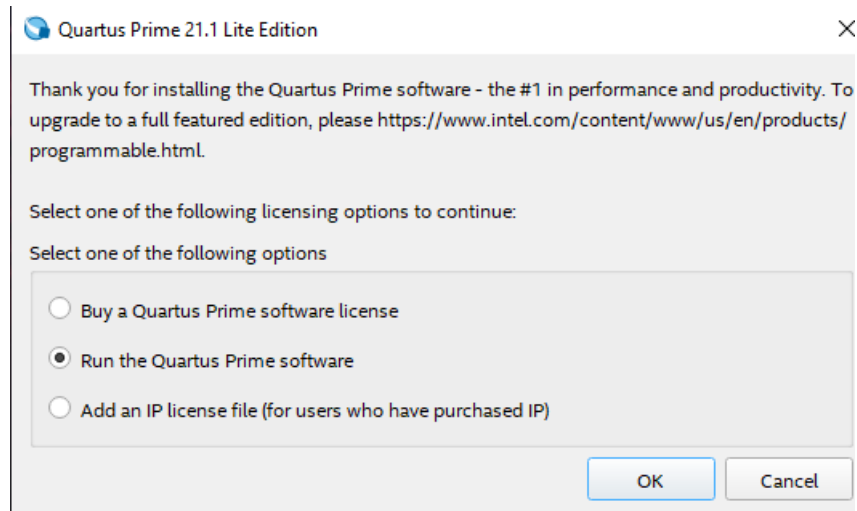 Quartus Prime 21.1 Lite Edition
Thank you for installing the Quartus Prime software - the #1 in performance and productivity. To
upgrade to a full featured edition, please https://www.intel.com/content/www/us/en/products/
programmable.html.
Select one of the following licensing options to continue:
Select one of the following options
Buy a Quartus Prime software license
Run the Quartus Prime software
Add an IP license file (for users who have purchased IP)
OK Cancel